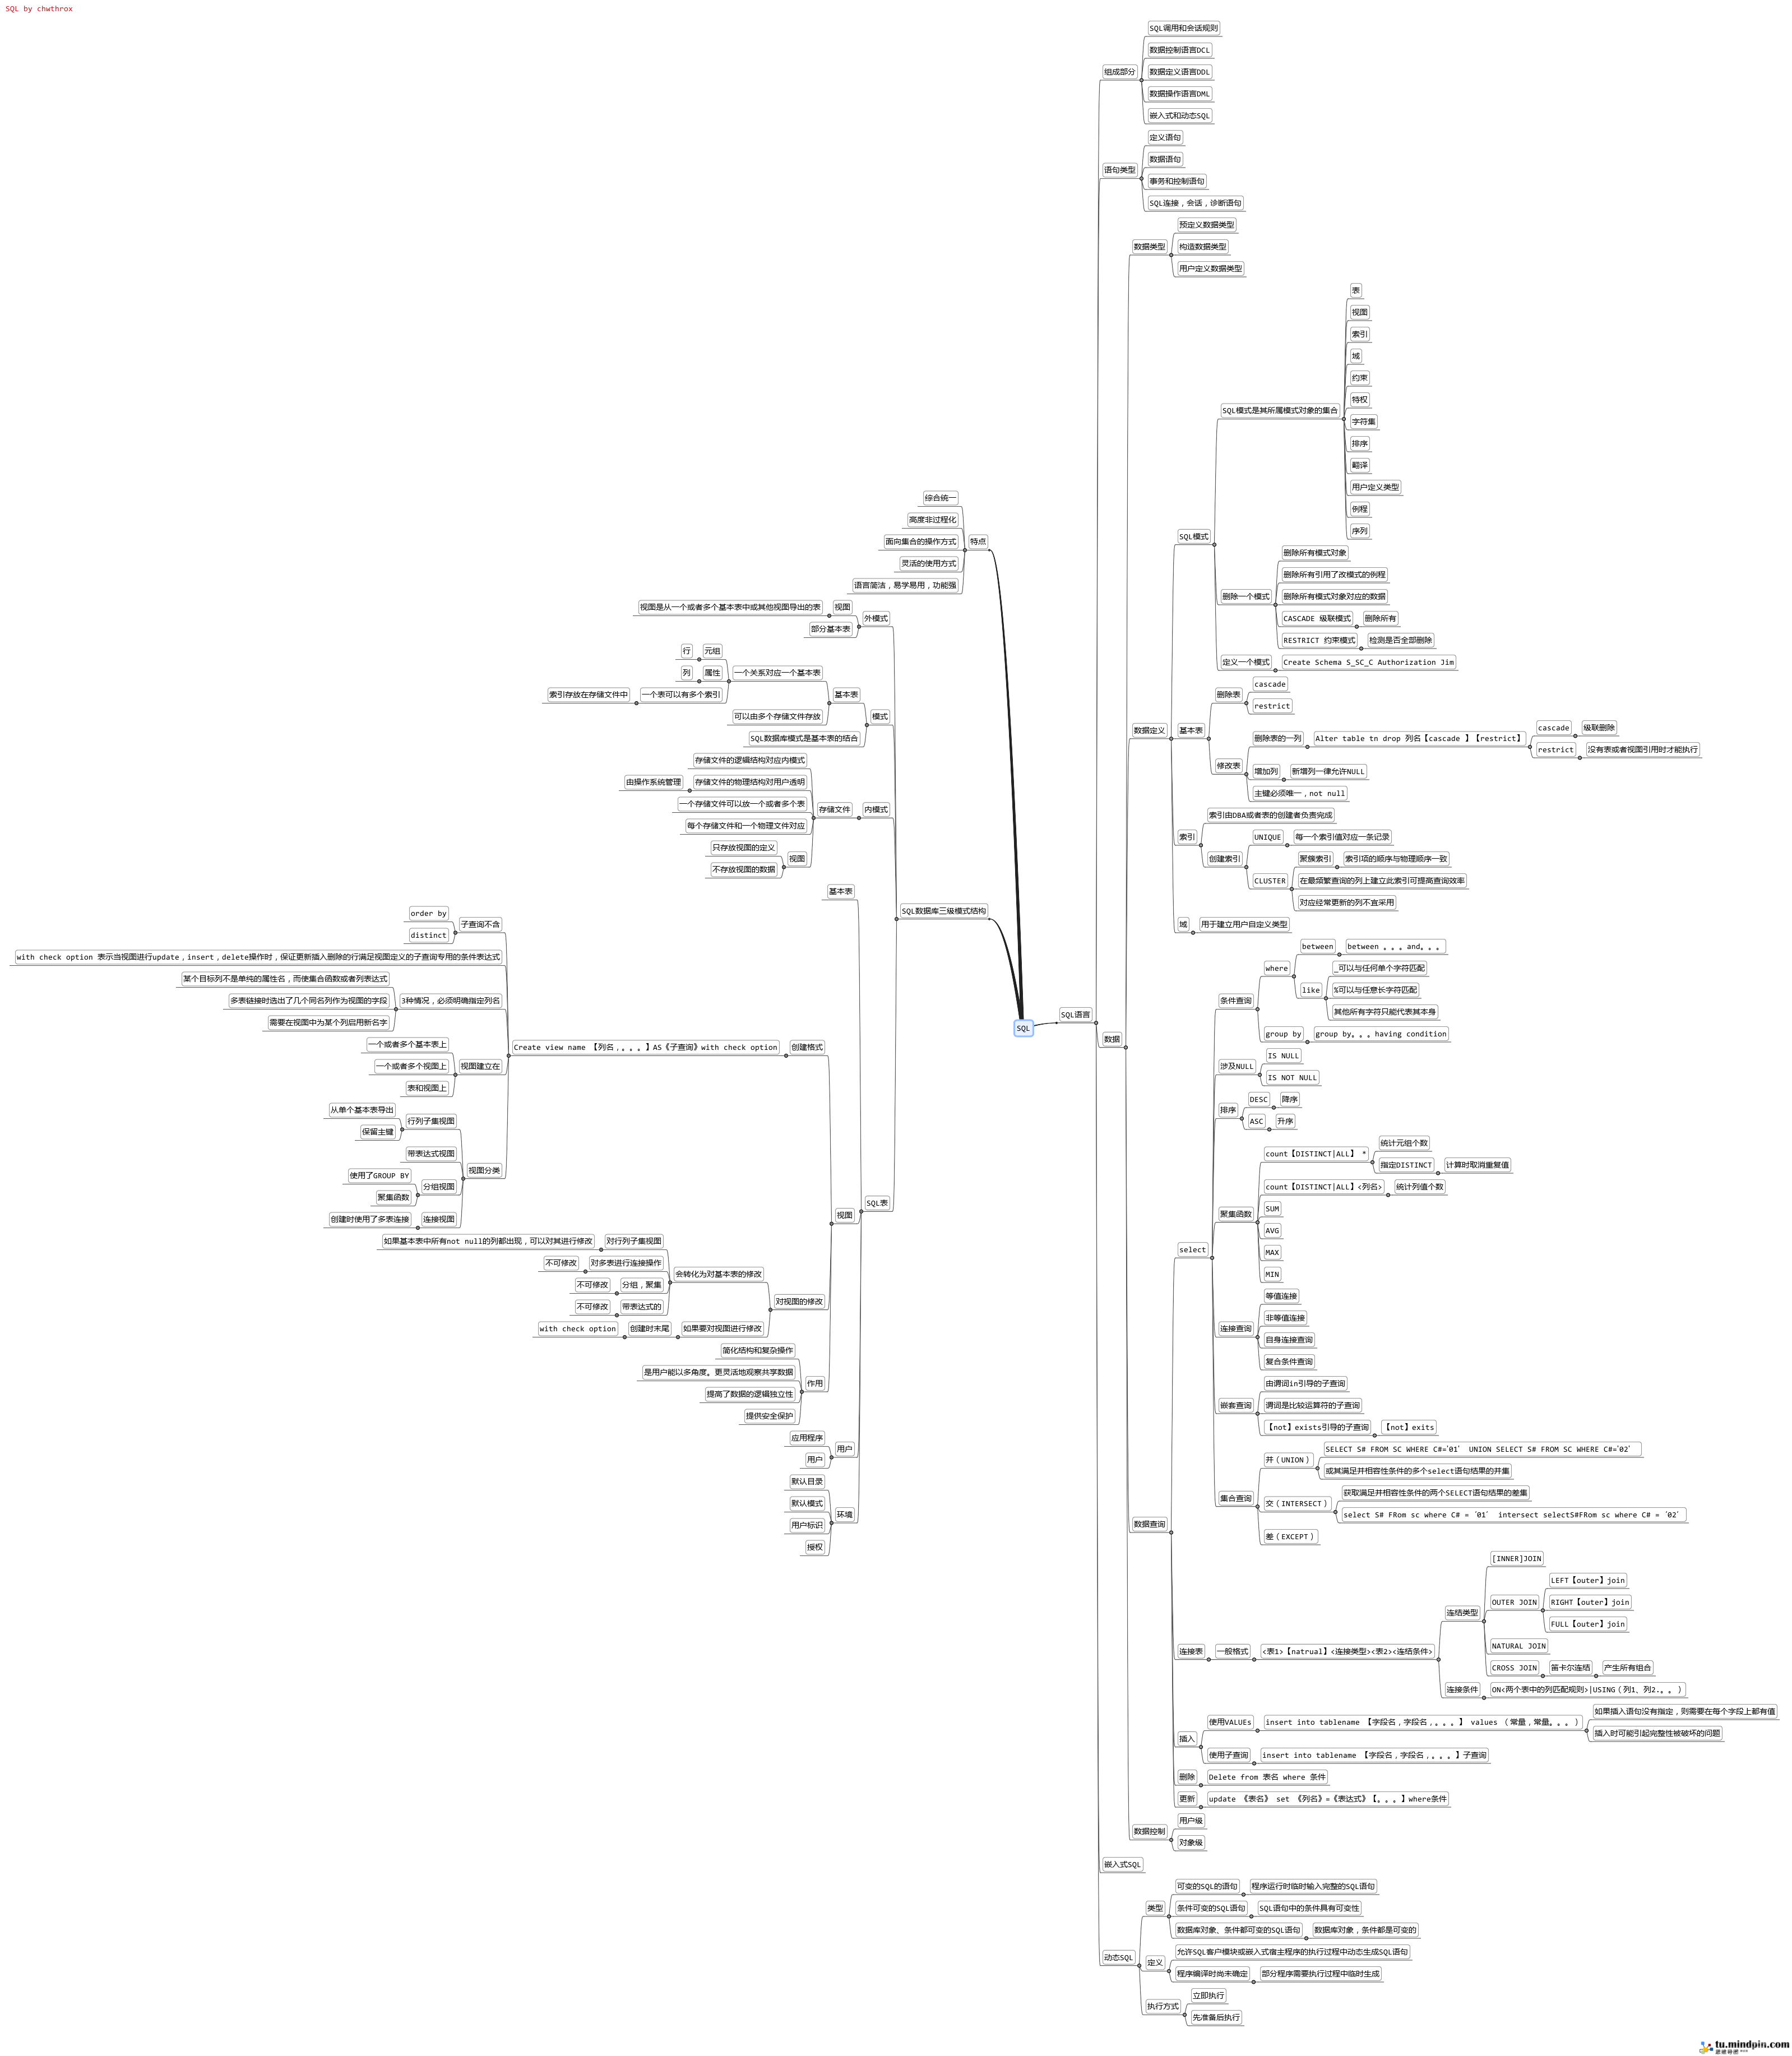 SQL by chwthrox
SQL
特点
综合统一
高度非过程化
面向集合的操作方式
灵活的使用方式
语言简洁，易学易用，功能强
SQL数据库三级模式结构
外模式
视图
视图是从一个或者多个基本表中或其他视图导出的表
部分基本表
模式
基本表
一个关系对应一个基本表
元组
行
属性
列
一个表可以有多个索引
索引存放在存储文件中
可以由多个存储文件存放
SQL数据库模式是基本表的结合
内模式
存储文件
存储文件的逻辑结构对应内模式
存储文件的物理结构对用户透明
由操作系统管理
一个存储文件可以放一个或者多个表
每个存储文件和一个物理文件对应
视图
只存放视图的定义
不存放视图的数据
SQL表
基本表
视图
创建格式
Create view name 【列名，。。。】AS《子查询》with check option
子查询不含
order by
distinct
with check option 表示当视图进行update，insert，delete操作时，保证更新插入删除的行满足视图定义的子查询专用的条件表达式
3种情况，必须明确指定列名
某个目标列不是单纯的属性名，而使集合函数或者列表达式
多表链接时选出了几个同名列作为视图的字段
需要在视图中为某个列启用新名字
视图建立在
一个或者多个基本表上
一个或者多个视图上
表和视图上
视图分类
行列子集视图
从单个基本表导出
保留主键
带表达式视图
分组视图
使用了GROUP BY
聚集函数
连接视图
创建时使用了多表连接
对视图的修改
会转化为对基本表的修改
对行列子集视图
如果基本表中所有not null的列都出现，可以对其进行修改
对多表进行连接操作
不可修改
分组，聚集
不可修改
带表达式的
不可修改
如果要对视图进行修改
创建时末尾
with check option
作用
简化结构和复杂操作
是用户能以多角度。更灵活地观察共享数据
提高了数据的逻辑独立性
提供安全保护
用户
应用程序
用户
环境
默认目录
默认模式
用户标识
授权
SQL语言
组成部分
SQL调用和会话规则
数据控制语言DCL
数据定义语言DDL
数据操作语言DML
嵌入式和动态SQL
语句类型
定义语句
数据语句
事务和控制语句
SQL连接，会话，诊断语句
数据
数据类型
预定义数据类型
构造数据类型
用户定义数据类型
数据定义
SQL模式
SQL模式是其所属模式对象的集合
表
视图
索引
域
约束
特权
字符集
排序
翻译
用户定义类型
例程
序列
删除一个模式
删除所有模式对象
删除所有引用了改模式的例程
删除所有模式对象对应的数据
CASCADE 级联模式
删除所有
RESTRICT 约束模式
检测是否全部删除
定义一个模式
Create Schema S_SC_C Authorization Jim
基本表
删除表
cascade
restrict
修改表
删除表的一列
Alter table tn drop 列名【cascade 】【restrict】
cascade
级联删除
restrict
没有表或者视图引用时才能执行
增加列
新增列一律允许NULL
主键必须唯一，not null
索引
索引由DBA或者表的创建者负责完成
创建索引
UNIQUE
每一个索引值对应一条记录
CLUSTER
聚簇索引
索引项的顺序与物理顺序一致
在最频繁查询的列上建立此索引可提高查询效率
对应经常更新的列不宜采用
域
用于建立用户自定义类型
数据查询
select
条件查询
where
between
between 。。。and。。。
like
_可以与任何单个字符匹配
%可以与任意长字符匹配
其他所有字符只能代表其本身
group by
group by。。。having condition
涉及NULL
IS NULL
IS NOT NULL
排序
DESC
降序
ASC
升序
聚集函数
count【DISTINCT|ALL】 *
统计元组个数
指定DISTINCT
计算时取消重复值
count【DISTINCT|ALL】<列名>
统计列值个数
SUM
AVG
MAX
MIN
连接查询
等值连接
非等值连接
自身连接查询
复合条件查询
嵌套查询
由谓词in引导的子查询
谓词是比较运算符的子查询
【not】exists引导的子查询
【not】exits
集合查询
并（UNION）
SELECT S# FROM SC WHERE C#='01' UNION SELECT S# FROM SC WHERE C#='02'
或其满足并相容性条件的多个select语句结果的并集
交（INTERSECT）
获取满足并相容性条件的两个SELECT语句结果的差集
select S# FRom sc where C# = '01' intersect selectS#FRom sc where C# = '02'
差（EXCEPT）
连接表
一般格式
<表1>【natrual】<连接类型><表2><连结条件>
连结类型
[INNER]JOIN
OUTER JOIN
LEFT【outer】join
RIGHT【outer】join
FULL【outer】join
NATURAL JOIN
CROSS JOIN
笛卡尔连结
产生所有组合
连接条件
ON<两个表中的列匹配规则>|USING（列1、列2.。。）
插入
使用VALUEs
insert into tablename 【字段名，字段名，。。。】 values （常量，常量。。。）
如果插入语句没有指定，则需要在每个字段上都有值
插入时可能引起完整性被破坏的问题
使用子查询
insert into tablename 【字段名，字段名，。。。】子查询
删除
Delete from 表名 where 条件
更新
update 《表名》 set 《列名》=《表达式》【。。。】where条件
数据控制
用户级
对象级
嵌入式SQL
动态SQL
类型
可变的SQL的语句
程序运行时临时输入完整的SQL语句
条件可变的SQL语句
SQL语句中的条件具有可变性
数据库对象、条件都可变的SQL语句
数据库对象，条件都是可变的
定义
允许SQL客户模块或嵌入式宿主程序的执行过程中动态生成SQL语句
程序编译时尚未确定
部分程序需要执行过程中临时生成
执行方式
立即执行
先准备后执行
tu.mindpin.com